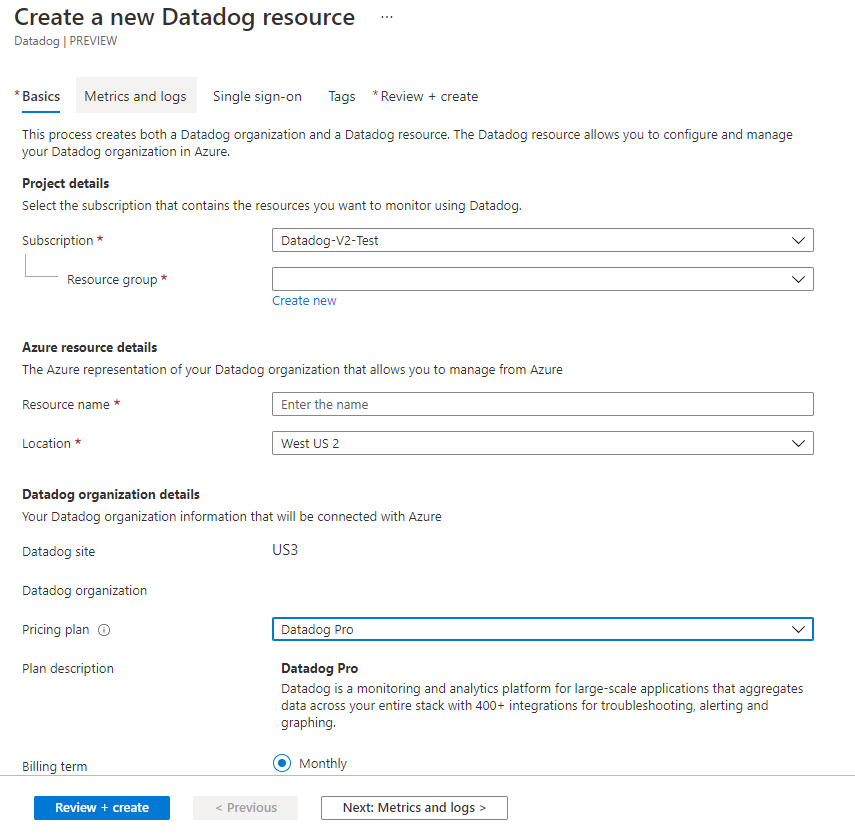 Create a new Datadog resource ...
Datadog | PREVIEW
*Basics Metrics and logs Single sign-on Tags *Review + create
This process creates both a Datadog organization and a Datadog resource. The Datadog resource allows you to configure and manage
your Datadog organization in Azure.
Project details
Select the subscription that contains the resources you want to monitor using Datadog.
Subscription * Datadog-V2-Test
Resource group *
Create new
Azure resource details
The Azure representation of your Datadog organization that allows you to manage from Azure
Resource name * Enter the name
Location * West US 2
Datadog organization details
Your Datadog organization information that will be connected with Azure
Datadog site US3
Datadog organization
Pricing plan Datadog Pro
Plan description Datadog Pro
Datadog is a monitoring and analytics platform for large-scale applications that aggregates
data across your entire stack with 400+ integrations for troubleshooting, alerting and
graphing.
Billing term Monthly
Review + create < Previous Next: Metrics and logs >